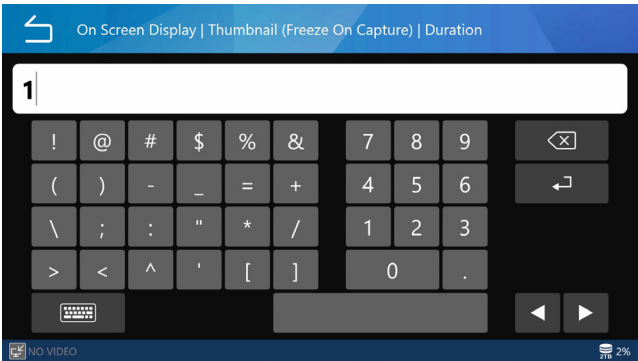 On Screen Display | Thumbnail (Freeze On Capture) | Duration
1
! @ # $ % & 7 8 9
( ) - _ = + 4 5 6
\ ; : " * / 1 2 3
> < ^ ' [ ] 0 .
NO VIDEO 2TB 2%